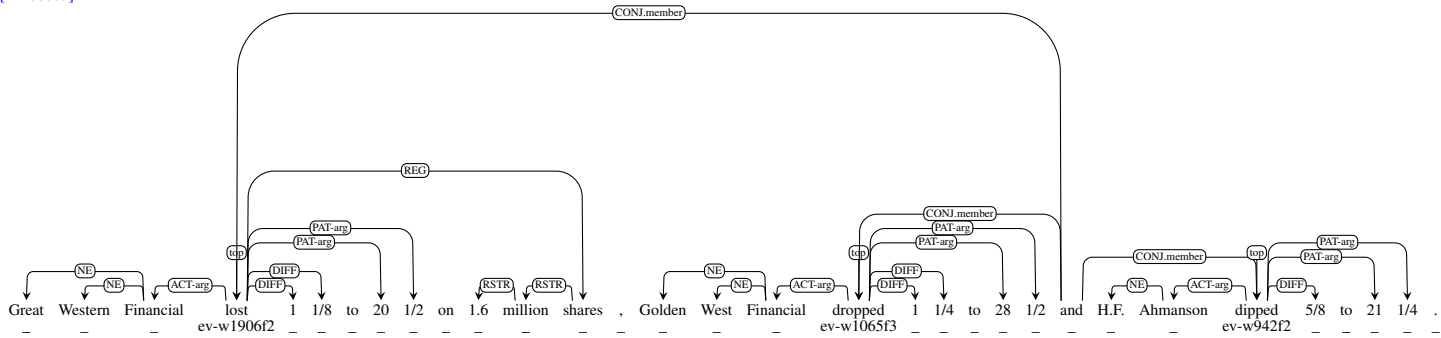 CONJ.member
REG
CONJ.member
PAT-arg PAT-arg
top PAT-arg top PAT-arg CONJ.member top PAT-arg PAT-arg
NE DIFF NE DIFF
NE ACT-arg DIFF RSTR RSTR NE ACT-arg DIFF NE ACT-arg DIFF
Great Western Financial lost 1 1/8 to 20 1/2 on 1.6 million shares , Golden West Financial dropped 1 1/4 to 28 1/2 and H.F. Ahmanson dipped 5/8 to 21 1/4 .
_ _ _ ev-w1906f2 _ _ _ _ _ _ _ _ _ _ _ _ _ ev-w1065f3 _ _ _ _ _ _ _ _ ev-w942f2 _ _ _ _ _